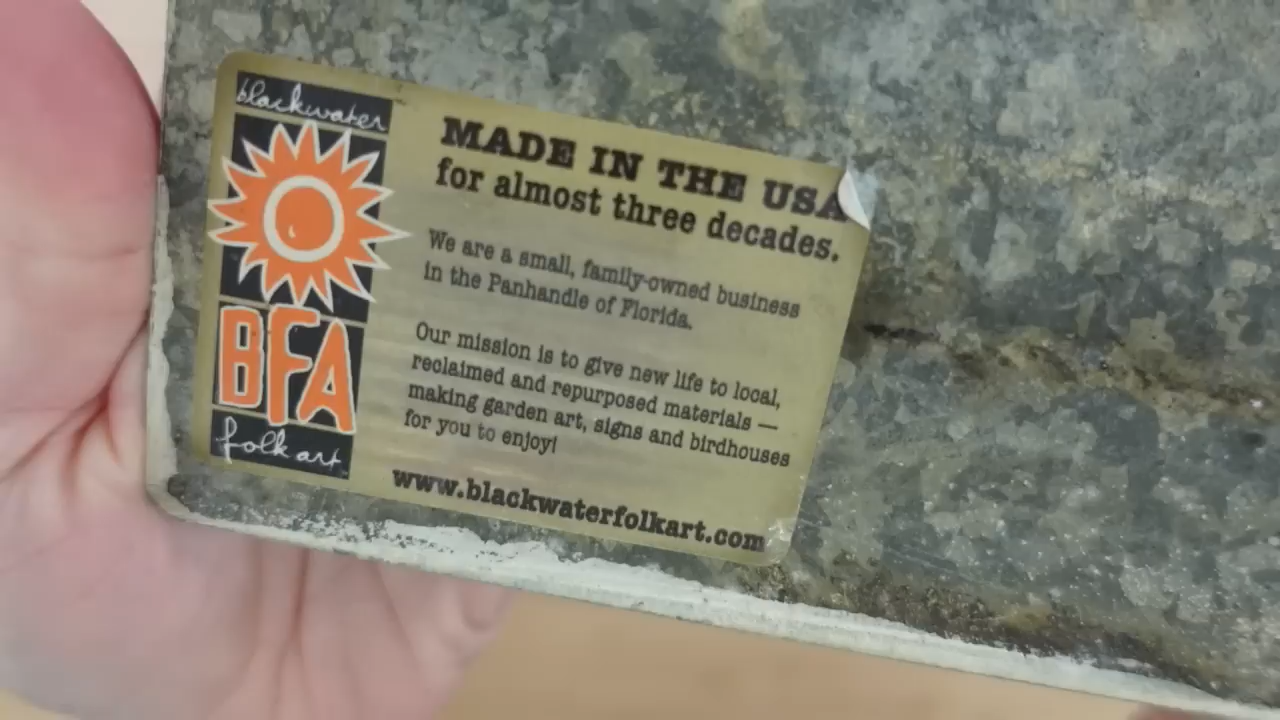 blackwater
BFA
folk art
MADE IN THE USA
for almost three decades.
We are a small, family-owned business
in the Panhandle of Florida.
Our mission is to give new life to local,
reclaimed and repurposed materials —
making garden art, signs and birdhouses
for you to enjoy!
www.blackwaterfolkart.com